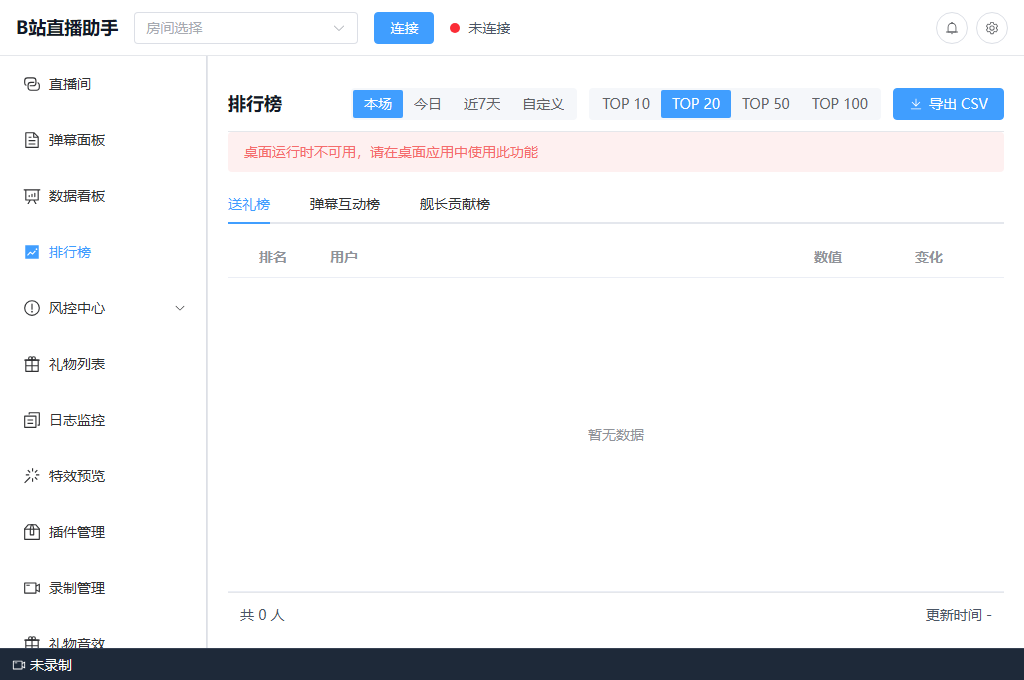 B站直播助手
房间选择
连接
未连接
直播间
弹幕面板
数据看板
排行榜
风控中心
礼物列表
日志监控
特效预览
插件管理
录制管理
礼物音效
排行榜
本场 今日 近7天 自定义
TOP 10 TOP 20 TOP 50 TOP 100
导出 CSV
桌面运行时不可用，请在桌面应用中使用此功能
送礼榜 弹幕互动榜 舰长贡献榜
排名 用户 数值 变化
暂无数据
共 0 人
更新时间 -
未录制